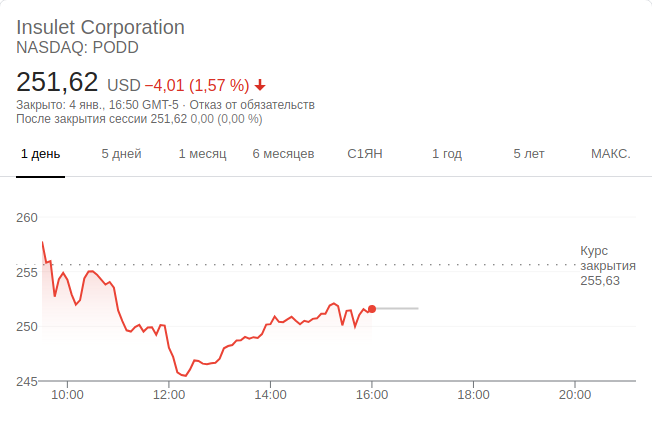 Insulet Corporation
NASDAQ: PODD
251,62 USD −4,01 (1,57 %)
Закрыто: 4 янв., 16:50 GMT-5 · Отказ от обязательств
После закрытия сессии 251,62 0,00 (0,00 %)
1 день 5 дней 1 месяц 6 месяцев С1ЯН 1 год 5 лет МАКС.
260
Курс
закрытия
255,63
255
250
245
10:00 12:00 14:00 16:00 18:00 20:00